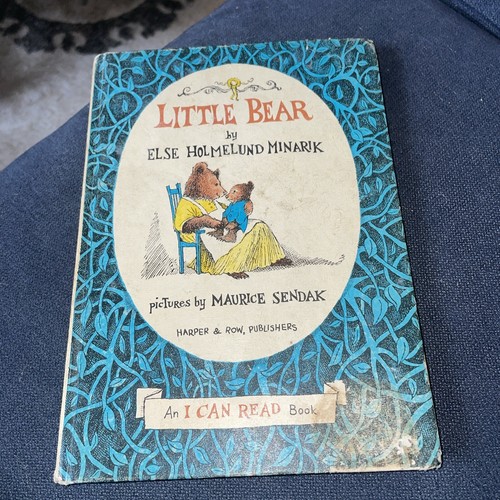 LITTLE BEAR
by
ELSE HOLMELUND MINARIK
picTures by MAURICE SENDAK
HARPER & ROW, PUBLISHERS
An I CAN READ Book